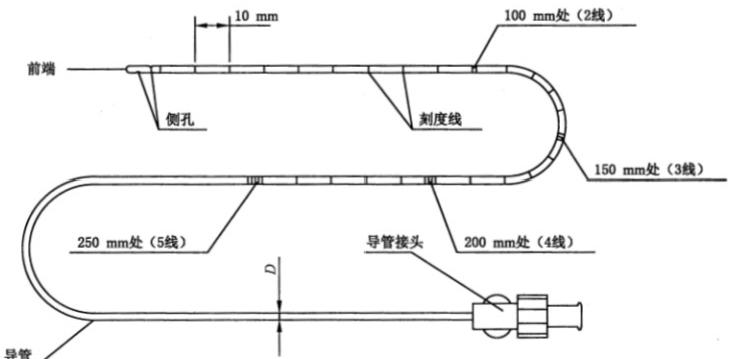 10 mm
100 mm处（2线）
前端
侧孔
刻度线
150 mm处（3线）
250 mm处（5线）
200 mm处（4线）
导管接头
D
导管